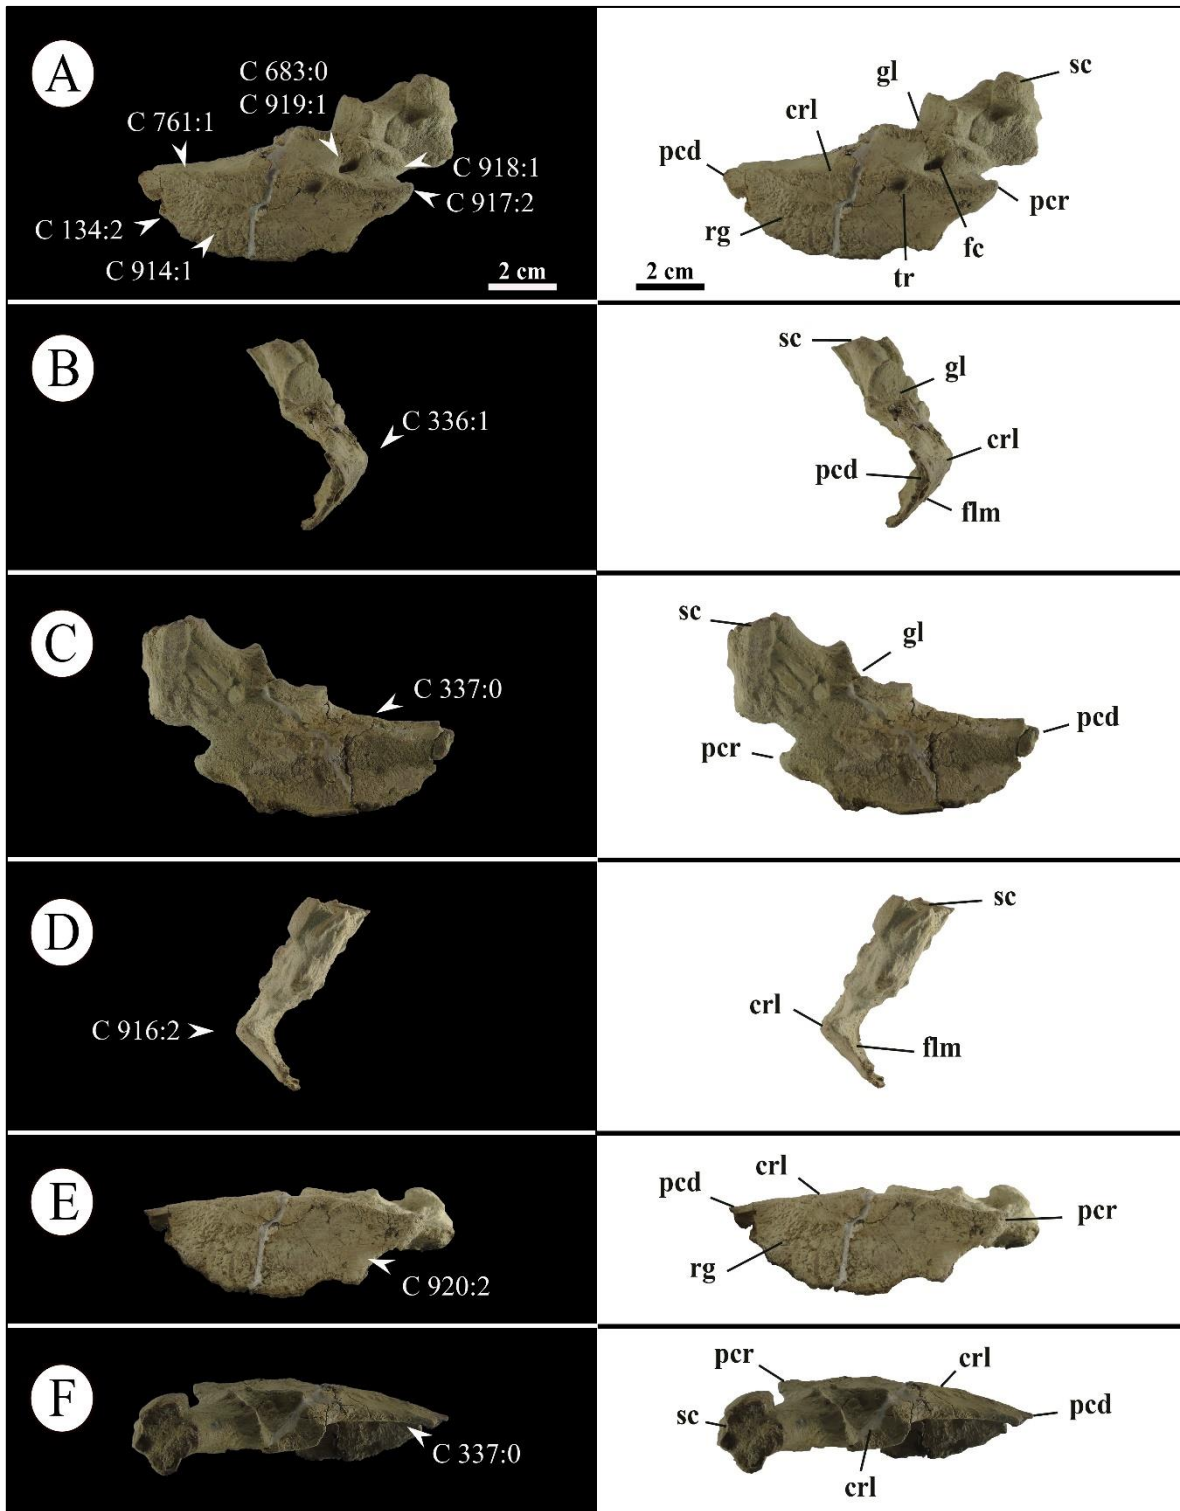 A
C 683:0
C 919:1
C 761:1
C 918:1
C 917:2
C 134:2
C 914:1
2 cm
gl
sc
crl
pcd
pcr
rg
fc
tr
2 cm
B
C 336:1
sc
gl
crl
pcd
flm
C
C 337:0
sc
gl
pcd
pcr
D
C 916:2
sc
crl
flm
E
C 920:2
crl
pcd
pcr
rg
F
C 337:0
pcr
crl
sc
pcd
crl